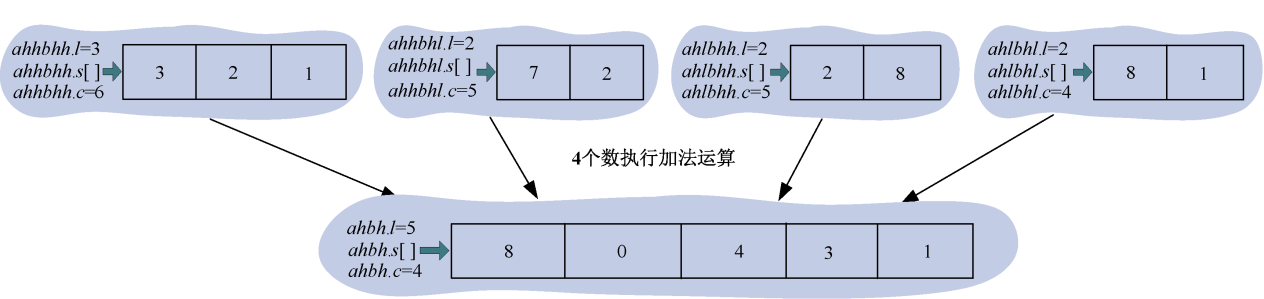 ahhbhh.l=3
ahhbhh.s[ ]
ahhbhh.c=6
3 2 1
ahhbhl.l=2
ahhbhl.s[ ]
ahhbhl.c=5
7 2
ahlbhh.l=2
ahlbhh.s[ ]
ahlbhh.c=5
2 8
ahlbhl.l=2
ahlbhl.s[ ]
ahlbhl.c=4
8 1
4个数执行加法运算
ahbh.l=5
ahbh.s[ ]
ahbh.c=4
8 0 4 3 1